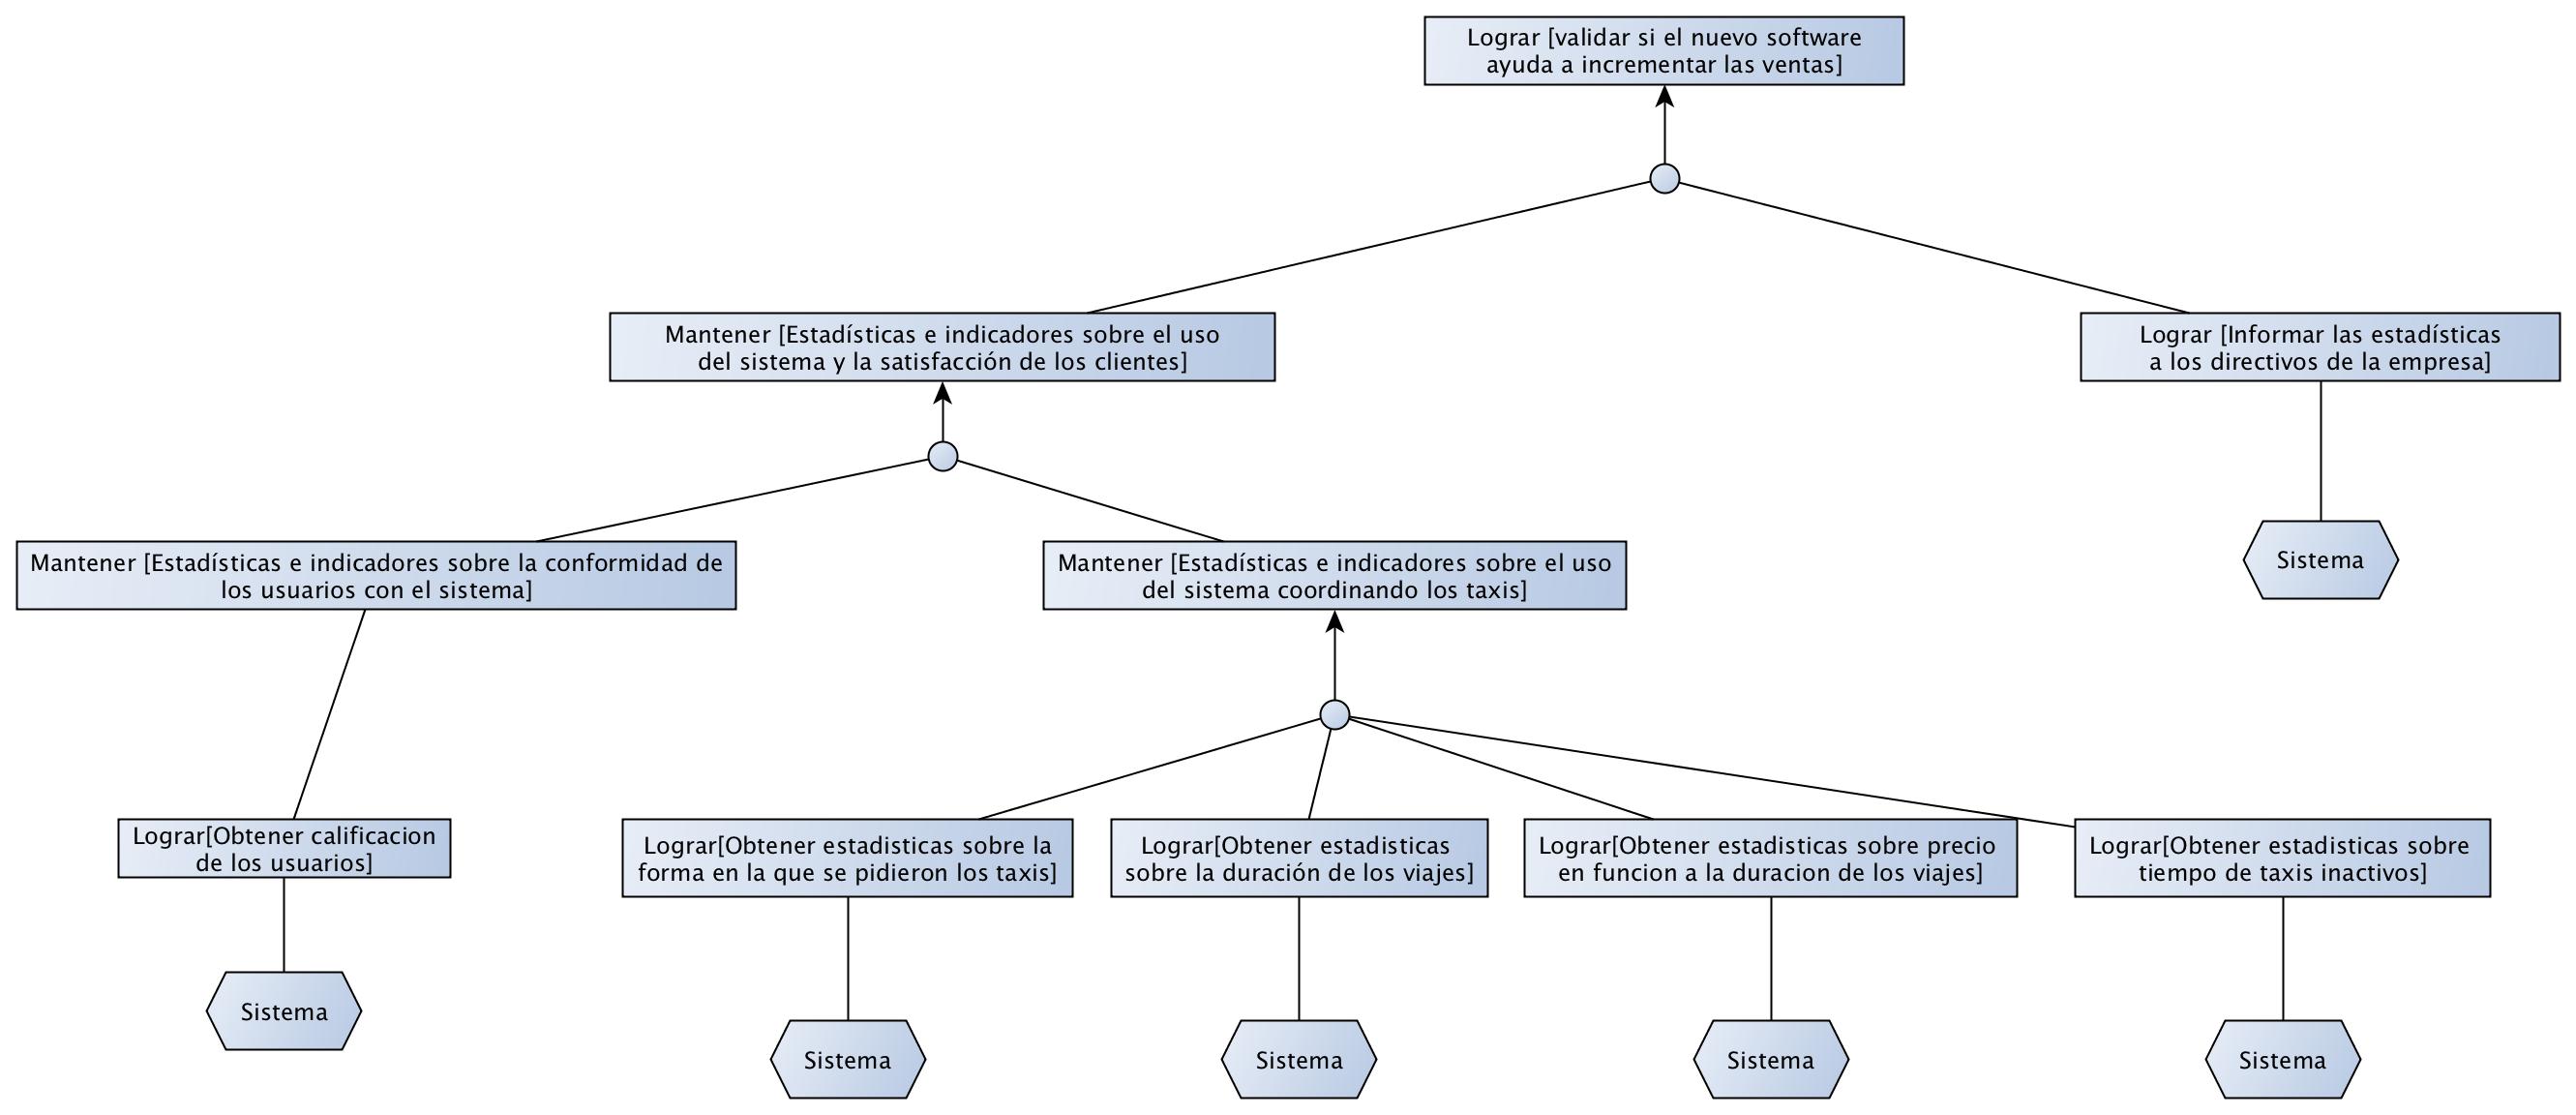 Lograr [validar si el nuevo software
ayuda a incrementar las ventas]
Mantener [Estadísticas e indicadores sobre el uso
del sistema y la satisfacción de los clientes]
Lograr [Informar las estadísticas
a los directivos de la empresa]
Mantener [Estadísticas e indicadores sobre la conformidad de
los usuarios con el sistema]
Mantener [Estadísticas e indicadores sobre el uso
del sistema coordinando los taxis]
Sistema
Lograr[Obtener calificacion
de los usuarios]
Lograr[Obtener estadisticas sobre la
forma en la que se pidieron los taxis]
Lograr[Obtener estadisticas
sobre la duración de los viajes]
Lograr[Obtener estadisticas sobre precio
en funcion a la duracion de los viajes]
Lograr[Obtener estadisticas sobre
tiempo de taxis inactivos]
Sistema
Sistema
Sistema
Sistema
Sistema